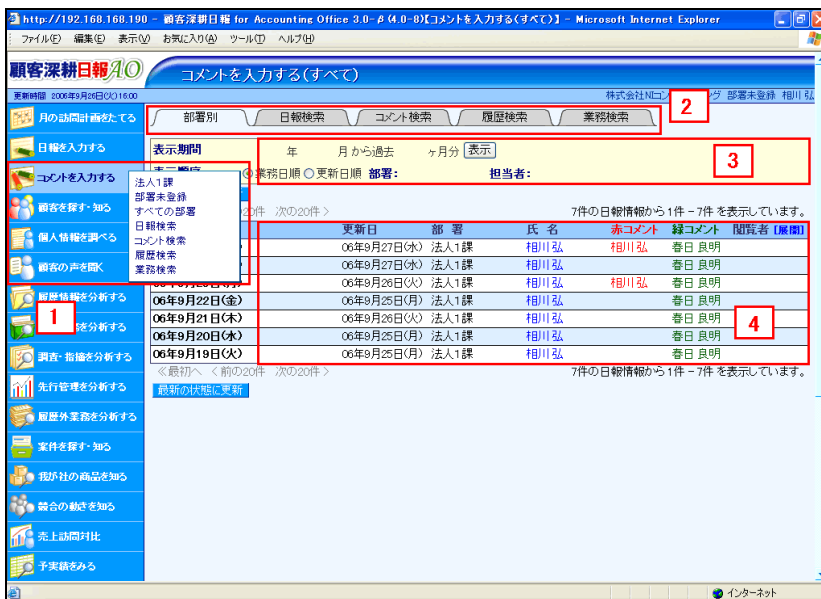 http://192.168.168.190 - 顧客深耕日報 for Accounting Office 3.0-β (4.0-8)【コメントを入力する(すべて)】 - Microsoft Internet Explorer
ファイル(F) 編集(E) 表示(V) お気に入り(A) ツール(T) ヘルプ(H)
顧客深耕日報AO コメントを入力する(すべて)
更新時間 2006年9月26日(火)16:00 株式会社NIコン ング 部署未登録 相川 弘
月の訪問計画をたてる
日報を入力する
コメントを入力する
顧客を探す・知る
個人情報を調べる
顧客の声を聞く
履歴情報を分析する
を分析する
調査・指摘を分析する
先行管理を分析する
履歴外業務を分析する
案件を探す・知る
我が社の商品を知る
競合の動きを知る
売上訪問対比
予実績をみる
法人1課
部署未登録
すべての部署
日報検索
コメント検索
履歴検索
業務検索
1
部署別 日報検索 コメント検索 履歴検索 業務検索
2
表示期間 年 月から過去 ヶ月分 表示
業務日順 更新日順 部署: 担当者:
3
20件 次の20件 > 7件の日報情報から1件-7件を表示しています。
更新日 部 署 氏 名 赤コメント 緑コメント 閲覧者 [展開]
06年9月27日(水) 法人1課 相川 弘 相川 弘 春日 良明
06年9月27日(水) 法人1課 相川 弘 春日 良明
06年9月26日(火) 法人1課 相川 弘 相川 弘 春日 良明
06年9月22日(金) 06年9月25日(月) 法人1課 相川 弘 春日 良明
06年9月21日(木) 06年9月26日(火) 法人1課 相川 弘 春日 良明
06年9月20日(水) 06年9月25日(月) 法人1課 相川 弘 春日 良明
06年9月19日(火) 06年9月25日(月) 法人1課 相川 弘 春日 良明
4
≪最初へ <前の20件 次の20件> 7件の日報情報から1件-7件を表示しています。
最新の状態に更新
インターネット